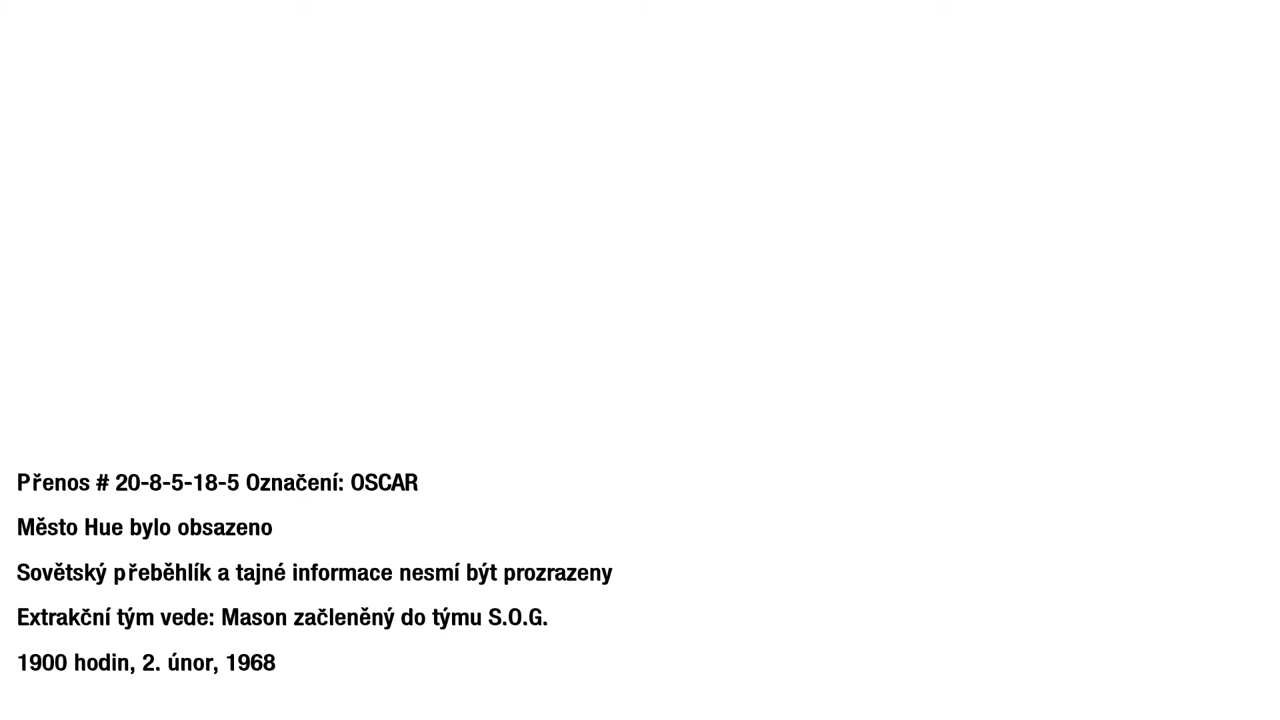 Přenos # 20-8-5-18-5 Označení: OSCAR
Město Hue bylo obsazeno
Sovětský přeběhlík a tajné informace nesmí být prozrazeny
Extrakční tým vede: Mason začleněný do týmu S.O.G.
1900 hodin, 2. únor, 1968